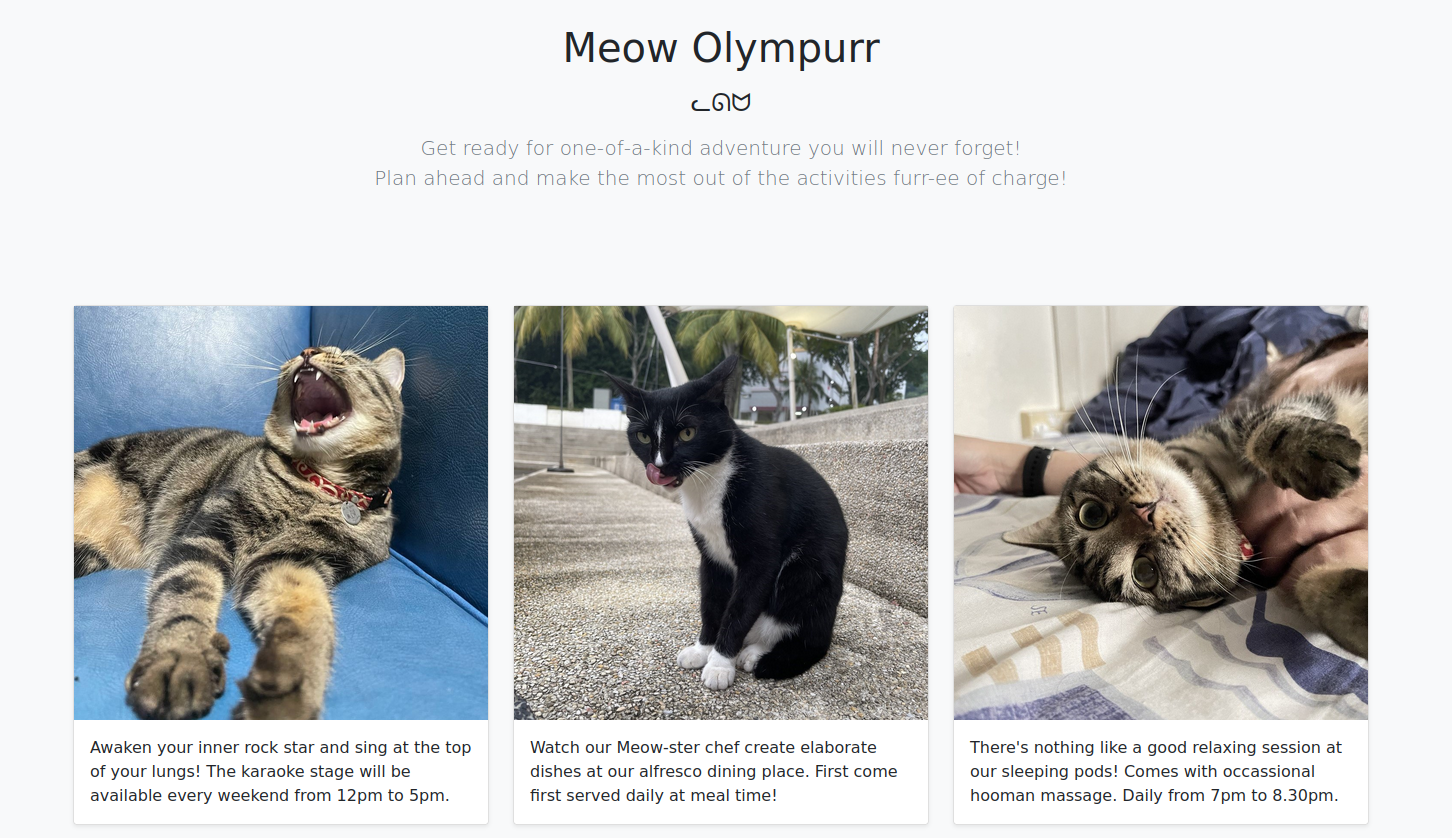 Meow Olympurr
ᓚᘏᗢ
Get ready for one-of-a-kind adventure you will never forget!
Plan ahead and make the most out of the activities furr-ee of charge!
Awaken your inner rock star and sing at the top
of your lungs! The karaoke stage will be
available every weekend from 12pm to 5pm.
Watch our Meow-ster chef create elaborate
dishes at our alfresco dining place. First come
first served daily at meal time!
There's nothing like a good relaxing session at
our sleeping pods! Comes with occassional
hooman massage. Daily from 7pm to 8.30pm.